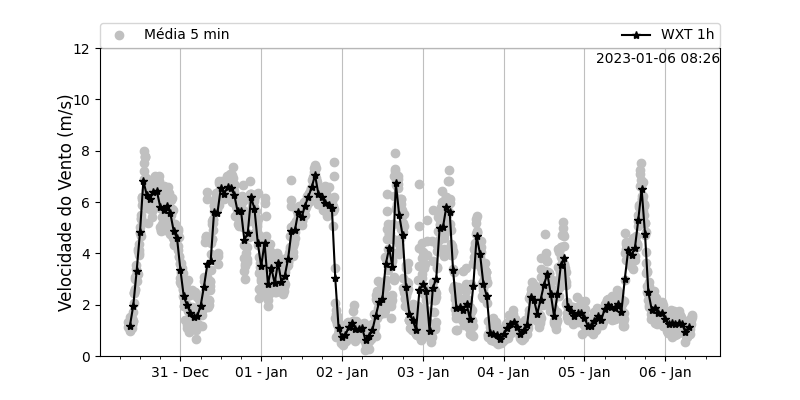 Média 5 min
WXT 1h
2023-01-06 08:26
Velocidade do Vento (m/s)
12
10
8
6
4
2
0
31 - Dec
01 - Jan
02 - Jan
03 - Jan
04 - Jan
05 - Jan
06 - Jan